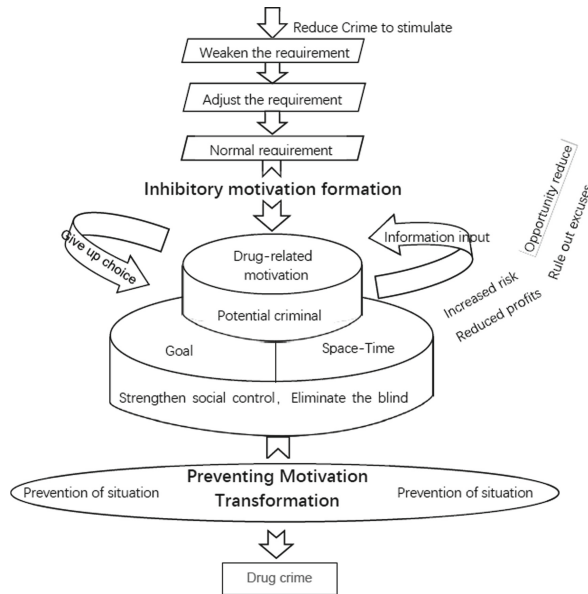 Reduce Crime to stimulate
Weaken the requirement
Adjust the requirement
Normal requirement
Inhibitory motivation formation
Give up choice
Information input
Opportunity reduce
Rule out excuses
Increased risk
Reduced profits
Drug-related
motivation
Potential criminal
Goal
Space-Time
Strengthen social control, Eliminate the blind
Preventing Motivation
Transformation
Prevention of situation
Prevention of situation
Drug crime